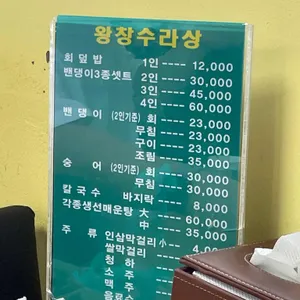 왕창수라상
회덮밥 1인 ---- 12,000
밴댕이3종셋트 2인 ---- 30,000
3인 ---- 45,000
4인 ---- 60,000
밴댕이 (2인기준) 회 ---- 23,000
무침 ---- 23,000
구이 ---- 23,000
조림 ---- 35,000
숭어 (2인기준) 회 ---- 30,000
무침 ---- 30,000
칼국수 바지락 ---- 8,000
각종생선매운탕 大 ---- 60,000
中 ---- 35,000
주류 인삼막걸리 小 --
쌀막걸리
청하
소주
맥주
음료수